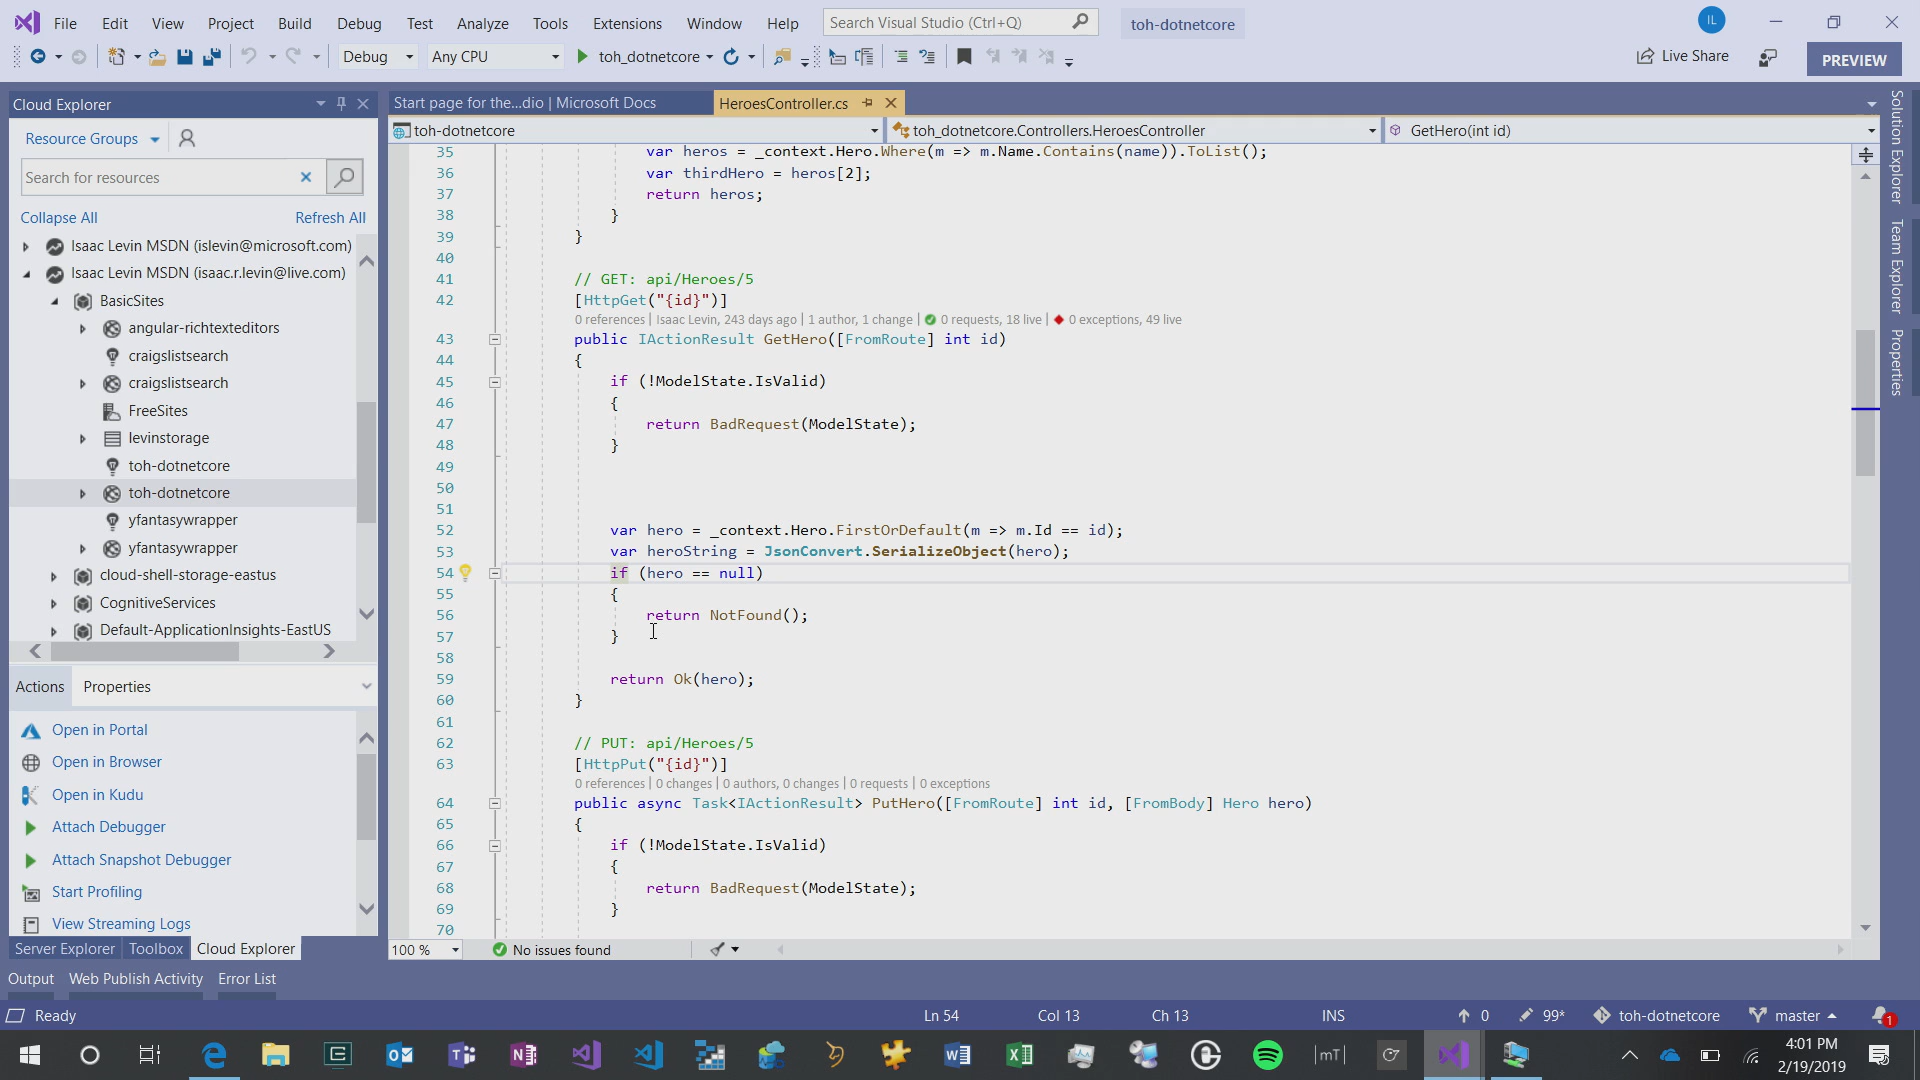 File Edit View Project Build Debug Test Analyze Tools Extensions Window Help Search Visual Studio (Ctrl+Q) toh-dotnetcore IL
Debug Any CPU toh_dotnetcore Live Share PREVIEW
Cloud Explorer
Resource Groups
Search for resources
Collapse All Refresh All
Isaac Levin MSDN (islevin@microsoft.com)
Isaac Levin MSDN (isaac.r.levin@live.com)
BasicSites
angular-richtexteditors
craigslistsearch
craigslistsearch
FreeSites
levinstorage
toh-dotnetcore
toh-dotnetcore
yfantasywrapper
yfantasywrapper
cloud-shell-storage-eastus
CognitiveServices
Default-ApplicationInsights-EastUS
Actions Properties
Open in Portal
Open in Browser
Open in Kudu
Attach Debugger
Attach Snapshot Debugger
Start Profiling
View Streaming Logs
Server Explorer Toolbox Cloud Explorer
Start page for the...dio | Microsoft Docs HeroesController.cs
toh-dotnetcore toh_dotnetcore.Controllers.HeroesController GetHero(int id)
35 var heros = _context.Hero.Where(m => m.Name.Contains(name)).ToList();
36 var thirdHero = heros[2];
37 return heros;
38 }
39 }
40
41 // GET: api/Heroes/5
42 [HttpGet("{id}")]
0 references | Isaac Levin, 243 days ago | 1 author, 1 change | 0 requests, 18 live | 0 exceptions, 49 live
43 public IActionResult GetHero([FromRoute] int id)
44 {
45 if (!ModelState.IsValid)
46 {
47 return BadRequest(ModelState);
48 }
49
50
51
52 var hero = _context.Hero.FirstOrDefault(m => m.Id == id);
53 var heroString = JsonConvert.SerializeObject(hero);
54 if (hero == null)
55 {
56 return NotFound();
57 }
58
59 return Ok(hero);
60 }
61
62 // PUT: api/Heroes/5
63 [HttpPut("{id}")]
0 references | 0 changes | 0 authors, 0 changes | 0 requests | 0 exceptions
64 public async Task<IActionResult> PutHero([FromRoute] int id, [FromBody] Hero hero)
65 {
66 if (!ModelState.IsValid)
67 {
68 return BadRequest(ModelState);
69 }
70
100 % No issues found
Solution Explorer
Team Explorer
Properties
Output Web Publish Activity Error List
Ready Ln 54 Col 13 Ch 13 INS 0 99* toh-dotnetcore master 1
|mT|
4:01 PM
2/19/2019